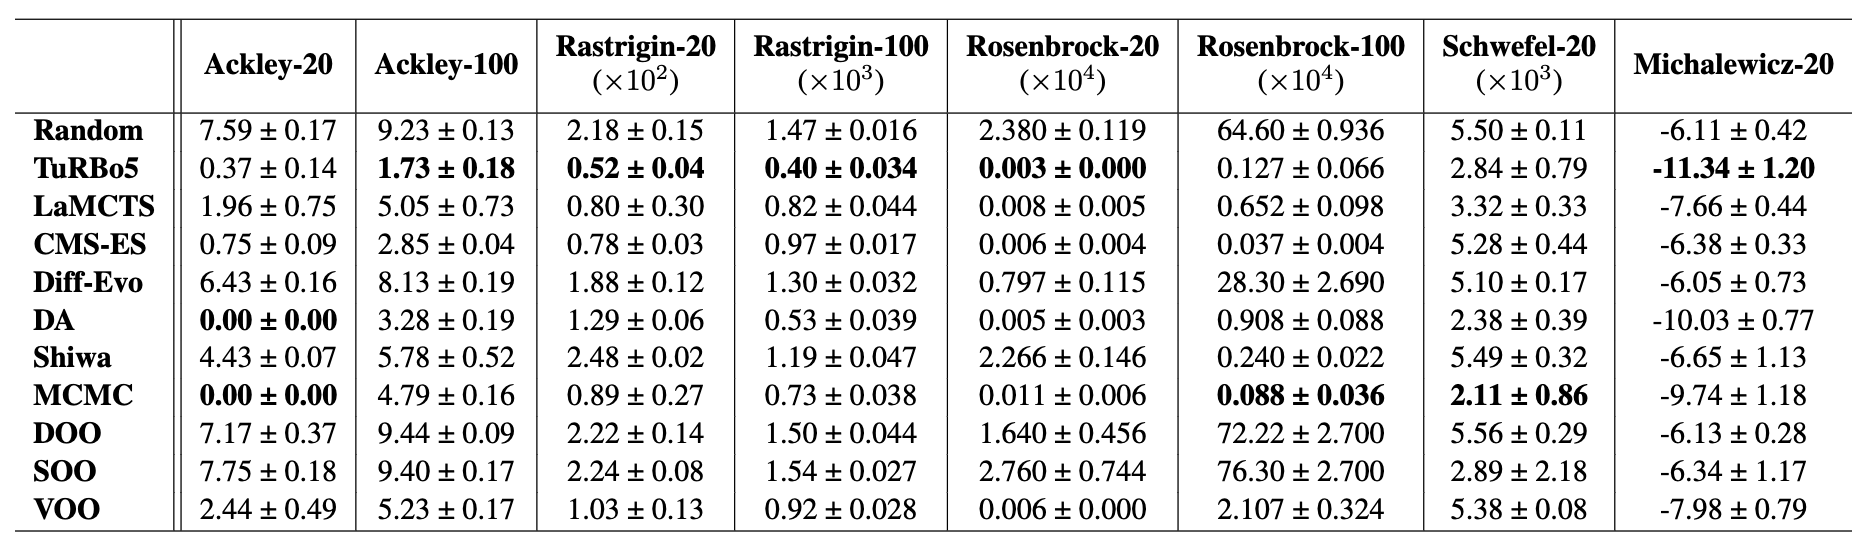 Ackley-20 Ackley-100 Rastrigin-20 (×10²) Rastrigin-100 (×10³) Rosenbrock-20 (×10⁴) Rosenbrock-100 (×10⁴) Schwefel-20 (×10³) Michalewicz-20
Random 7.59 ± 0.17 9.23 ± 0.13 2.18 ± 0.15 1.47 ± 0.016 2.380 ± 0.119 64.60 ± 0.936 5.50 ± 0.11 -6.11 ± 0.42
TuRBo5 0.37 ± 0.14 1.73 ± 0.18 0.52 ± 0.04 0.40 ± 0.034 0.003 ± 0.000 0.127 ± 0.066 2.84 ± 0.79 -11.34 ± 1.20
LaMCTS 1.96 ± 0.75 5.05 ± 0.73 0.80 ± 0.30 0.82 ± 0.044 0.008 ± 0.005 0.652 ± 0.098 3.32 ± 0.33 -7.66 ± 0.44
CMS-ES 0.75 ± 0.09 2.85 ± 0.04 0.78 ± 0.03 0.97 ± 0.017 0.006 ± 0.004 0.037 ± 0.004 5.28 ± 0.44 -6.38 ± 0.33
Diff-Evo 6.43 ± 0.16 8.13 ± 0.19 1.88 ± 0.12 1.30 ± 0.032 0.797 ± 0.115 28.30 ± 2.690 5.10 ± 0.17 -6.05 ± 0.73
DA 0.00 ± 0.00 3.28 ± 0.19 1.29 ± 0.06 0.53 ± 0.039 0.005 ± 0.003 0.908 ± 0.088 2.38 ± 0.39 -10.03 ± 0.77
Shiwa 4.43 ± 0.07 5.78 ± 0.52 2.48 ± 0.02 1.19 ± 0.047 2.266 ± 0.146 0.240 ± 0.022 5.49 ± 0.32 -6.65 ± 1.13
MCMC 0.00 ± 0.00 4.79 ± 0.16 0.89 ± 0.27 0.73 ± 0.038 0.011 ± 0.006 0.088 ± 0.036 2.11 ± 0.86 -9.74 ± 1.18
DOO 7.17 ± 0.37 9.44 ± 0.09 2.22 ± 0.14 1.50 ± 0.044 1.640 ± 0.456 72.22 ± 2.700 5.56 ± 0.29 -6.13 ± 0.28
SOO 7.75 ± 0.18 9.40 ± 0.17 2.24 ± 0.08 1.54 ± 0.027 2.760 ± 0.744 76.30 ± 2.700 2.89 ± 2.18 -6.34 ± 1.17
VOO 2.44 ± 0.49 5.23 ± 0.17 1.03 ± 0.13 0.92 ± 0.028 0.006 ± 0.000 2.107 ± 0.324 5.38 ± 0.08 -7.98 ± 0.79